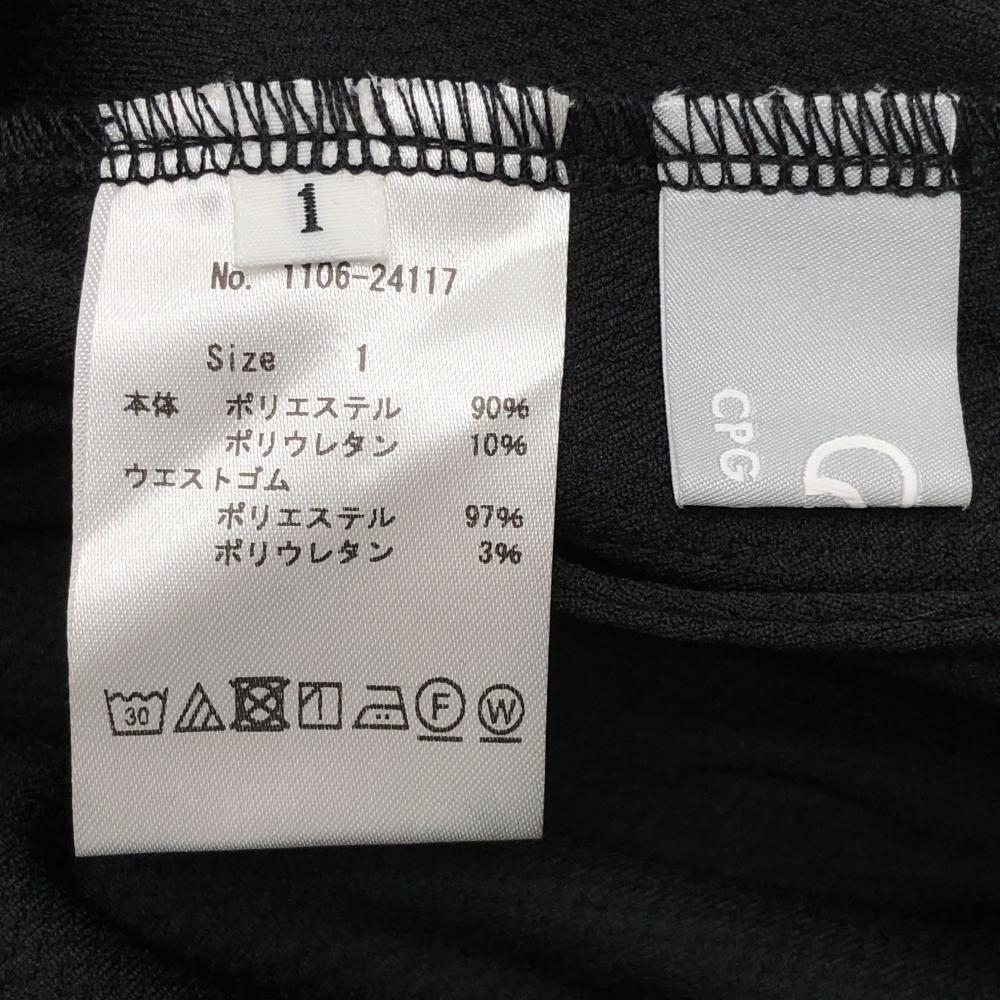 1
No. 1106-24117
Size 1
本体 ポリエステル 90%
ポリウレタン 10%
ウエストゴム
ポリエステル 97%
ポリウレタン 3%
30 F W
CPG